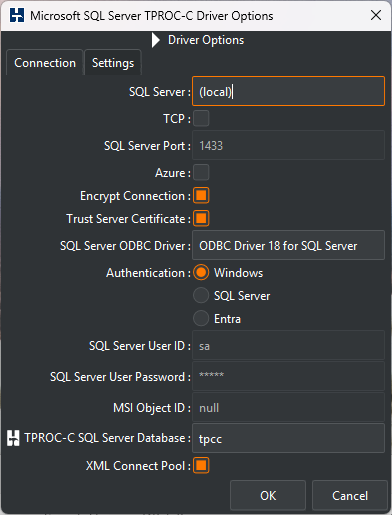 Microsoft SQL Server TPROC-C Driver Options
Driver Options
Connection Settings
SQL Server : (local)
TCP :
SQL Server Port : 1433
Azure :
Encrypt Connection :
Trust Server Certificate :
SQL Server ODBC Driver : ODBC Driver 18 for SQL Server
Authentication : Windows
SQL Server
Entra
SQL Server User ID : sa
SQL Server User Password : *****
MSI Object ID : null
TPROC-C SQL Server Database : tpcc
XML Connect Pool :
OK Cancel